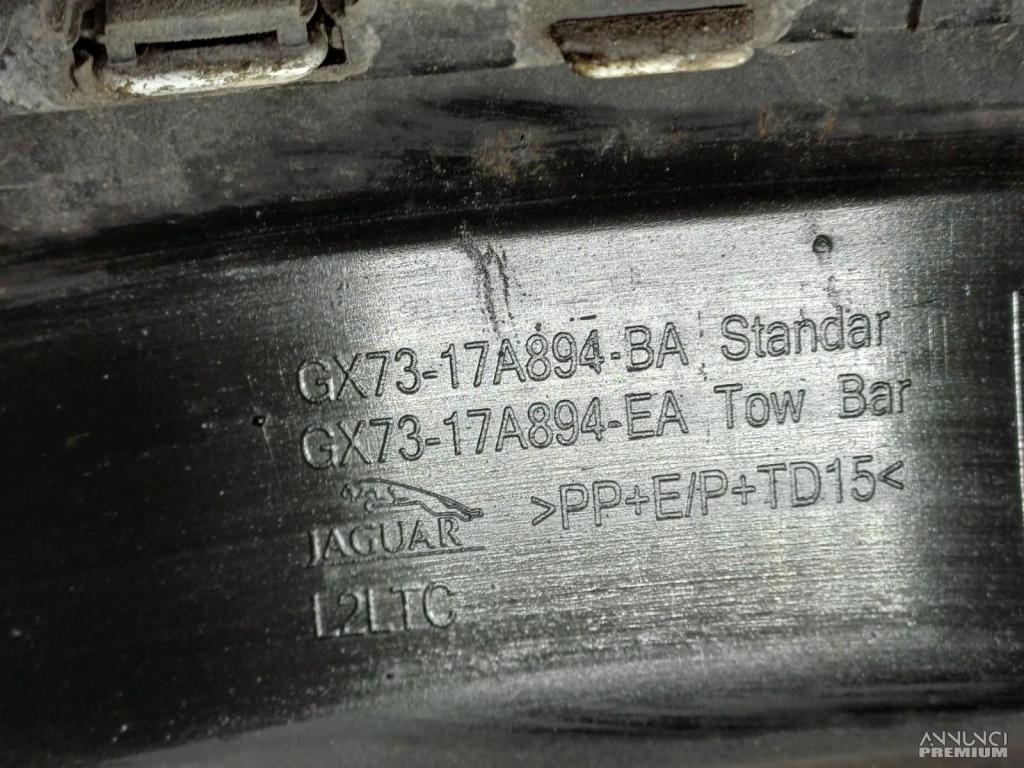 GX73-17A894-BA Standar
GX73-17A894-EA Tow Bar
>PP+E/P+TD15<
JAGUAR
L2LTC
ANNUNCI
PREMIUM